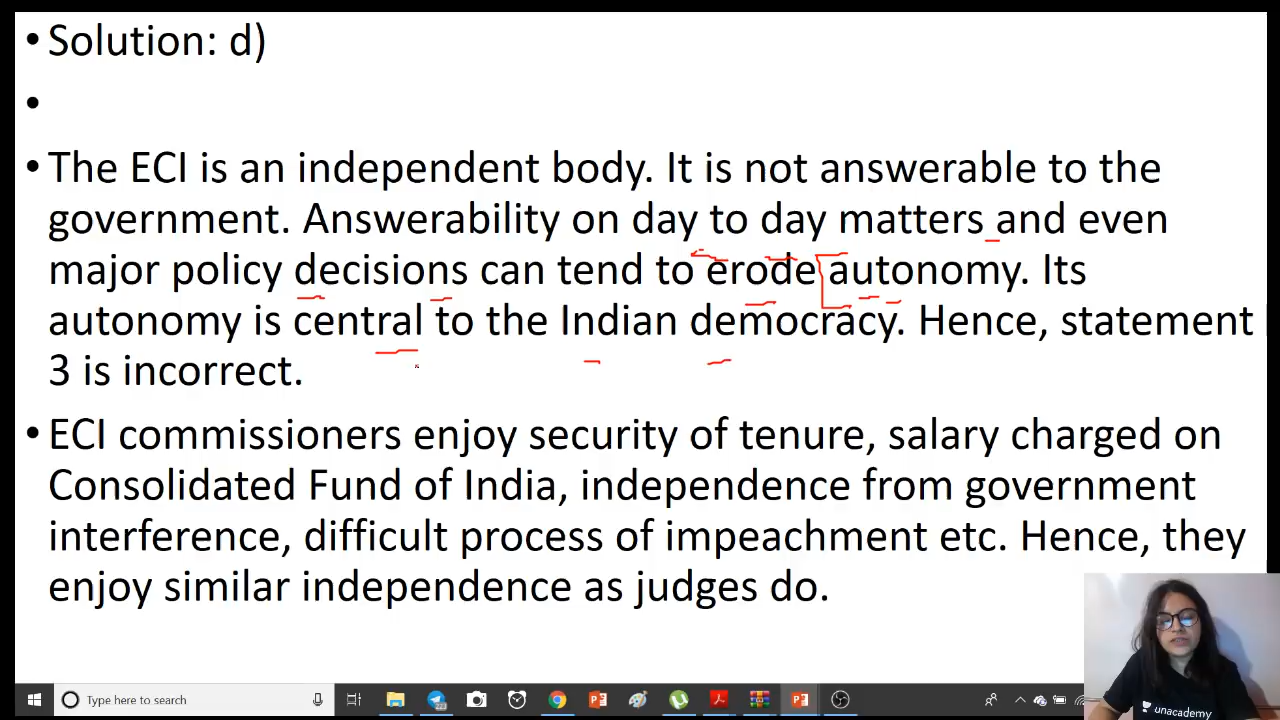 • Solution: d)
•
• The ECI is an independent body. It is not answerable to the
government. Answerability on day to day matters and even
major policy decisions can tend to erode autonomy. Its
autonomy is central to the Indian democracy. Hence, statement
3 is incorrect.
• ECI commissioners enjoy security of tenure, salary charged on
Consolidated Fund of India, independence from government
interference, difficult process of impeachment etc. Hence, they
enjoy similar independence as judges do.
unacademy
Type here to search